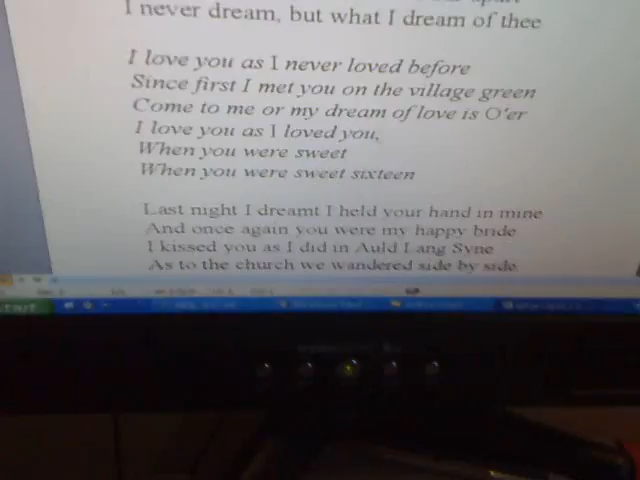 I never dream, but what I dream of thee
I love you as I never loved before
Since first I met you on the village green
Come to me or my dream of love is O'er
I love you as I loved you,
When you were sweet
When you were sweet sixteen
Last night I dreamt I held your hand in mine
And once again you were my happy bride
I kissed you as I did in Auld Lang Syne
As to the church we wandered side by side
start